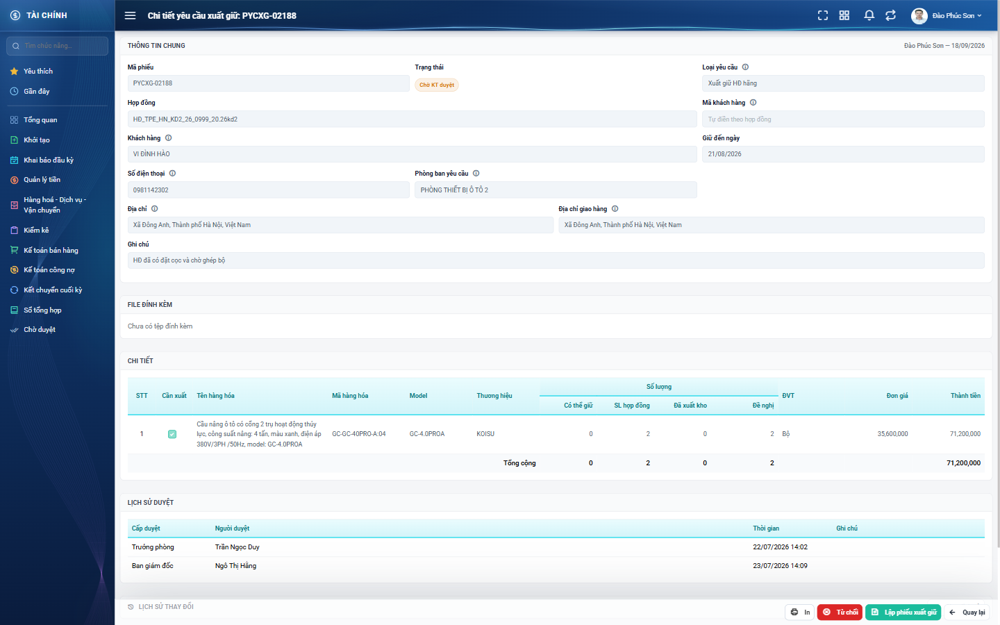 TÀI CHÍNH
Chi tiết yêu cầu xuất giữ: PYCXG-02188
Đào Phúc Sơn
Tìm chức năng...
Yêu thích
Gần đây
Tổng quan
Khởi tạo
Khai báo đầu kỳ
Quản lý tiền
Hàng hoá - Dịch vụ -
Vận chuyển
Kiểm kê
Kế toán bán hàng
Kế toán công nợ
Kết chuyển cuối kỳ
Sổ tổng hợp
Chờ duyệt
THÔNG TIN CHUNG
Đào Phúc Sơn — 18/09/2026
Mã phiếu
Trạng thái
Loại yêu cầu
PYCXG-02188
Chờ KT duyệt
Xuất giữ HĐ hãng
Hợp đồng
Mã khách hàng
HĐ_TPE_HN_KD2_26_0999_20.26kd2
Tự điền theo hợp đồng
Khách hàng
Giữ đến ngày
VI ĐÌNH HÀO
21/08/2026
Số điện thoại
Phòng ban yêu cầu
0981142302
PHÒNG THIẾT BỊ Ô TÔ 2
Địa chỉ
Địa chỉ giao hàng
Xã Đông Anh, Thành phố Hà Nội, Việt Nam
Xã Đông Anh, Thành phố Hà Nội, Việt Nam
Ghi chú
HĐ đã có đặt cọc và chờ ghép bộ
FILE ĐÍNH KÈM
Chưa có tệp đính kèm
CHI TIẾT
STT Cần xuất Tên hàng hóa Mã hàng hóa Model Thương hiệu Số lượng ĐVT Đơn giá Thành tiền
Có thể giữ SL hợp đồng Đã xuất kho Đề nghị
Cầu nâng ô tô có cổng 2 trụ hoạt động thủy
1 lực, công suất nâng: 4 tấn, màu xanh, điện áp GC-GC-40PRO-A:04 GC-4.0PROA KOISU 0 2 0 2 Bộ 35,600,000 71,200,000
380V/3PH /50Hz, model: GC-4.0PROA
Tổng cộng 0 2 0 2 71,200,000
LỊCH SỬ DUYỆT
Cấp duyệt Người duyệt Thời gian Ghi chú
Trưởng phòng Trần Ngọc Duy 22/07/2026 14:02
Ban giám đốc Ngô Thị Hằng 23/07/2026 14:09
LỊCH SỬ THAY ĐỔI
In
Từ chối
Lập phiếu xuất giữ
Quay lại